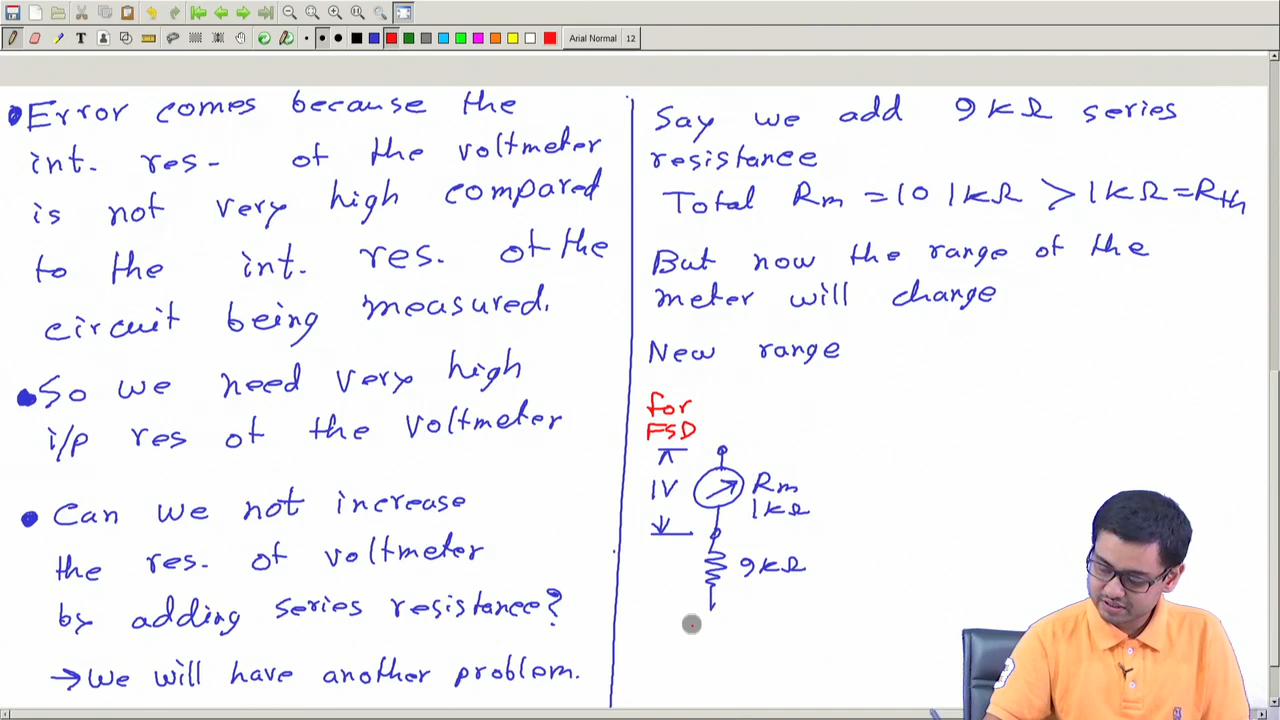 Arial Normal 12
Error comes because the
int. res- of the voltmeter
is not very high compared
to the int. res. of the
circuit being measured.
So we need very high
i/p res of the voltmeter
Can we not increase
the res. of voltmeter
by adding series resistance?
→ We will have another problem.
Say we add 9kΩ series
resistance
Total Rm = 10 1kΩ > 1kΩ = Rth
But now the range of the
meter will change
New range
for
FSD
1V
Rm
1kΩ
9kΩ